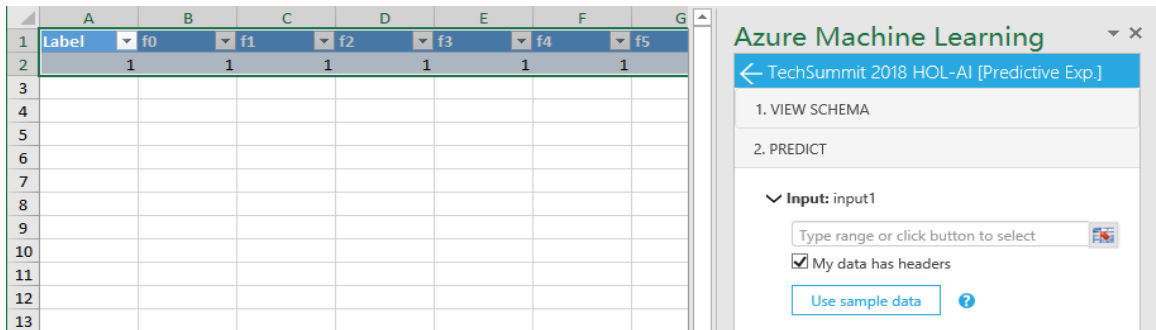 A B C D E F G
1 Label f0 f1 f2 f3 f4 f5
2 1 1 1 1 1 1
3
4
5
6
7
8
9
10
11
12
13
Azure Machine Learning
TechSummit 2018 HOL-AI [Predictive Exp.]
1. VIEW SCHEMA
2. PREDICT
Input: input1
Type range or click button to select
My data has headers
Use sample data ?